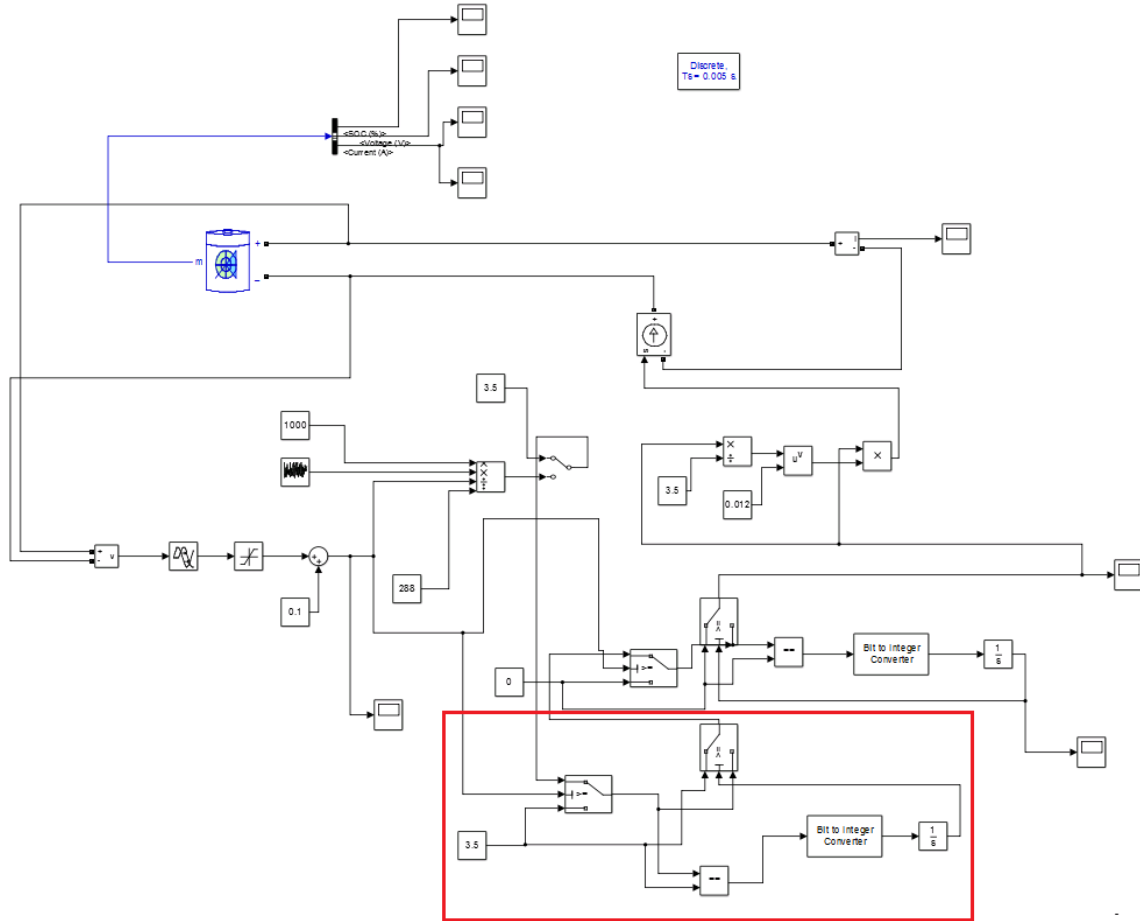 Discrete,
Ts = 0.005 s.
<SOC (%)>
<Voltage (V)>
<Current (A)>
+
m
−
+
-
+
s
-
3.5
1000
×
×
÷
÷
×
÷
u^v
×
3.5
0.012
+
-
v
+
+
288
0.1
>=
--
Bit to Integer
Converter
1
s
0
>=
3.5
--
Bit to Integer
Converter
1
s